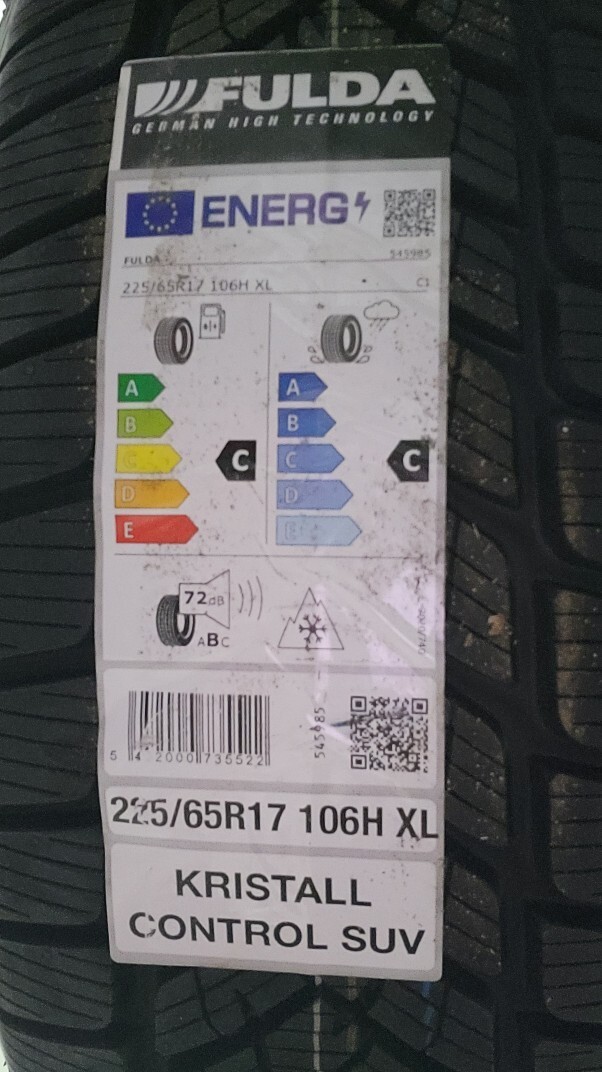 FULDA
GERMAN HIGH TECHNOLOGY
ENERG
FULDA
545985
225/65R17 106H XL
C1
A
B
C
D
E
C
A
B
C
D
E
C
72dB
ABC
5 42000 735522
545985
225/65R17 106H XL
KRISTALL
CONTROL SUV